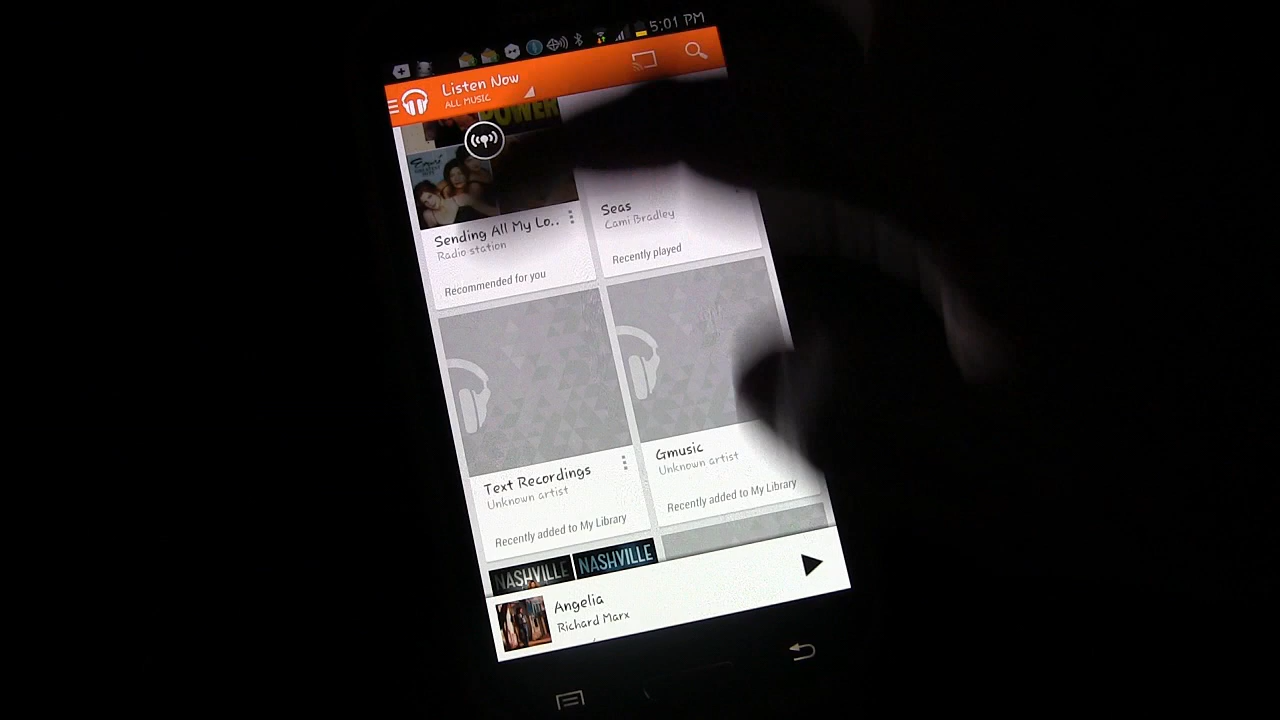 5:01 PM
Listen Now
ALL MUSIC
POWER
Sending All My Lo..
Radio station
Recommended for you
Seas
Cami Bradley
Recently played
Text Recordings
Unknown artist
Recently added to My Library
Gmusic
Unknown artist
Recently added to My Library
NASHVILLE
NASHVILLE
Angelia
Richard Marx